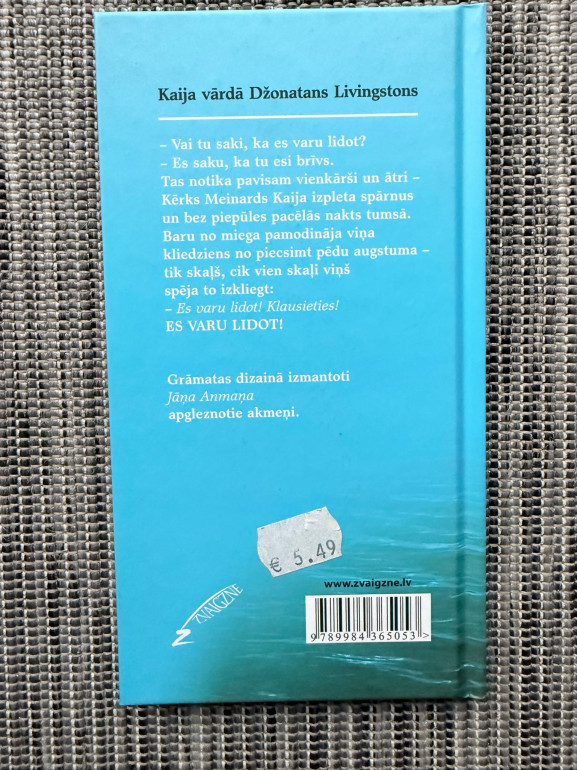 Kaija vārdā Džonatans Livingstons
– Vai tu saki, ka es varu lidot?
– Es saku, ka tu esi brīvs.
Tas notika pavisam vienkārši un ātri –
Kērks Meinards Kaija izpleta spārnus
un bez piepūles pacēlās nakts tumsā.
Baru no miega pamodināja viņa
kliedziens no piecsimt pēdu augstuma –
tik skaļš, cik vien skaļi viņš
spēja to izkliegt:
– Es varu lidot! Klausieties!
ES VARU LIDOT!
Grāmatas dizainā izmantoti
Jāņa Anmaņa
apgleznotie akmeņi.
€ 5.49
www.zvaigzne.lv
ZVAIGZNE
9789984365053>